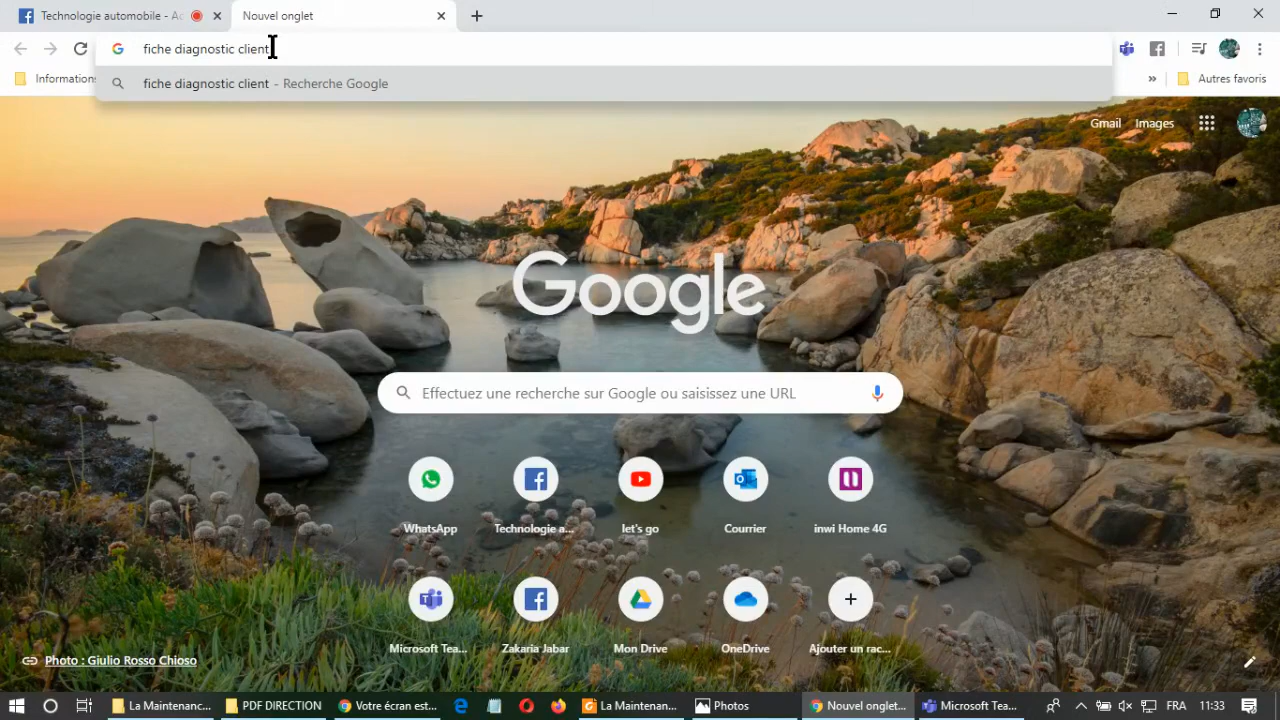 Technologie automobile - Ac
Nouvel onglet
fiche diagnostic client
fiche diagnostic client - Recherche Google
Informations
Autres favoris
Gmail Images
Google
Effectuez une recherche sur Google ou saisissez une URL
WhatsApp
Technologie a...
let's go
Courrier
inwi Home 4G
Microsoft Tea...
Zakaria Jabar
Mon Drive
OneDrive
Ajouter un rac...
Photo : Giulio Rosso Chioso
La Maintenanc...
PDF DIRECTION
Votre écran est...
La Maintenan...
Photos
Nouvel onglet...
Microsoft Tea...
FRA
11:33